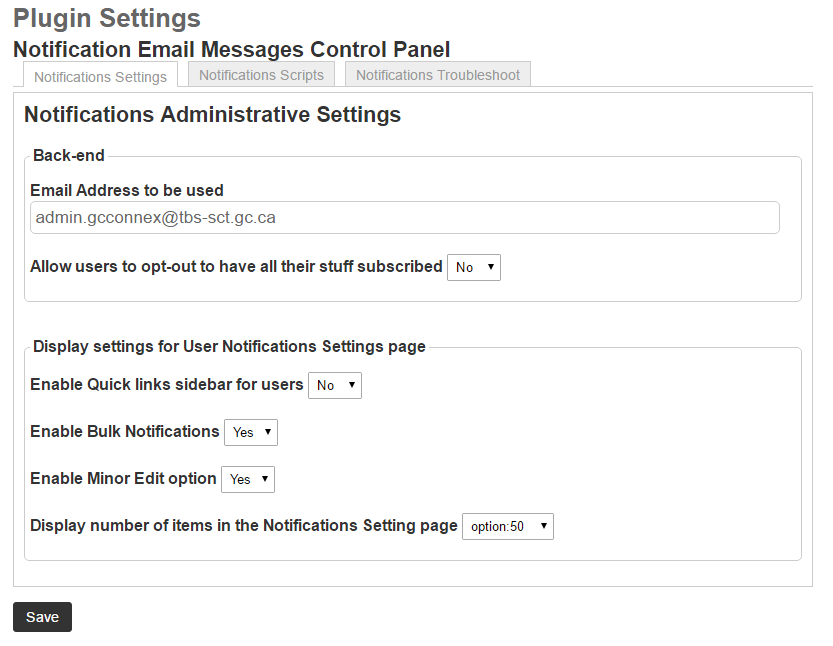 Plugin Settings
Notification Email Messages Control Panel
Notifications Settings Notifications Scripts Notifications Troubleshoot
Notifications Administrative Settings
Back-end
Email Address to be used
admin.gcconnex@tbs-sct.gc.ca
Allow users to opt-out to have all their stuff subscribed No
Display settings for User Notifications Settings page
Enable Quick links sidebar for users No
Enable Bulk Notifications Yes
Enable Minor Edit option Yes
Display number of items in the Notifications Setting page option:50
Save